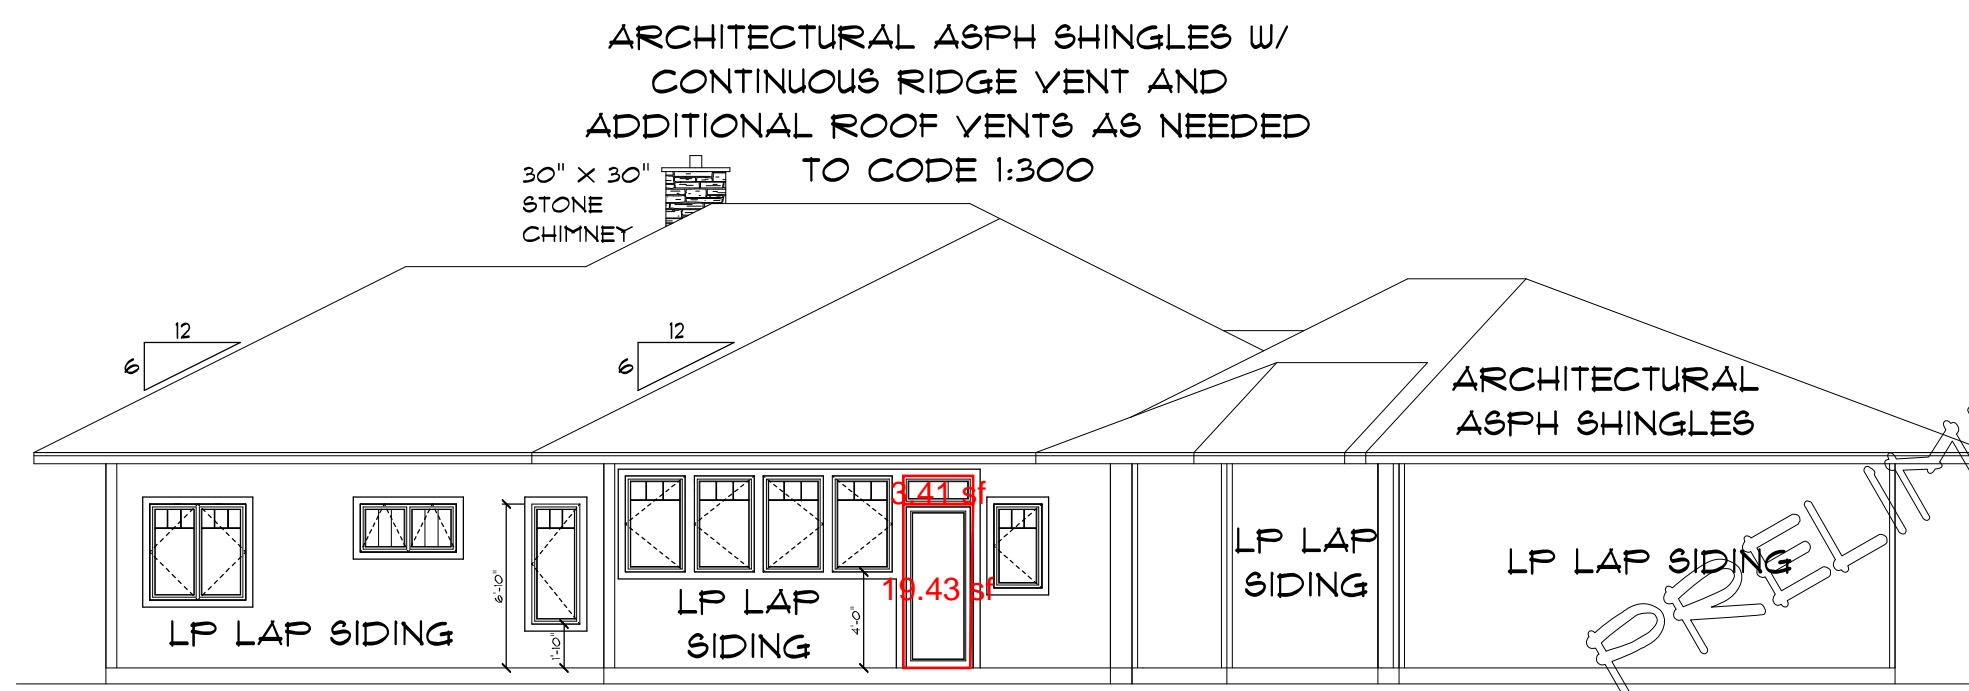 ARCHITECTURAL ASPH SHINGLES W/
CONTINUOUS RIDGE VENT AND
ADDITIONAL ROOF VENTS AS NEEDED
TO CODE 1:300
30" X 30"
STONE
CHIMNEY
12
6
12
6
ARCHITECTURAL
ASPH SHINGLES
3.41 sf
19.43 sf
6'-10"
1'-10"
4'-0"
LP LAP SIDING
LP LAP
SIDING
LP LAP
SIDING
LP LAP SIDING
PRELIM